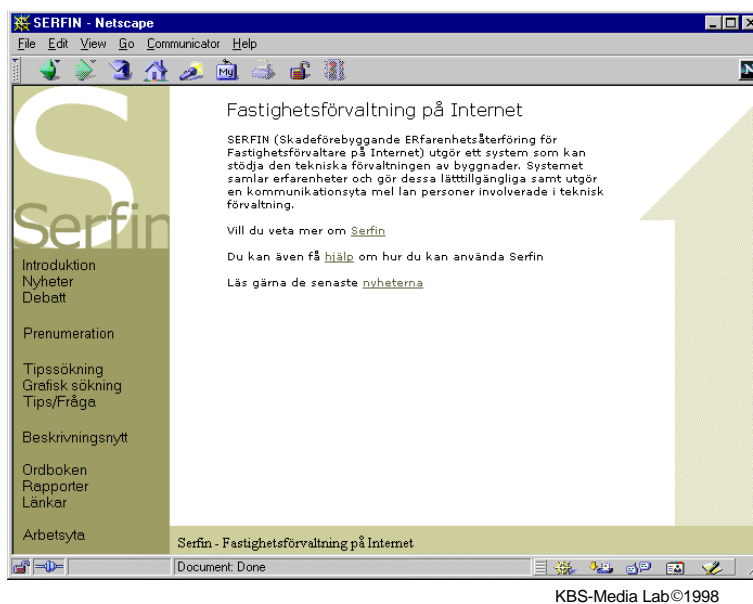 SERFIN - Netscape
File Edit View Go Communicator Help
My
N
S
Serfin
Introduktion
Nyheter
Debatt
Prenumeration
Tipssökning
Grafisk sökning
Tips/Fråga
Beskrivningsnytt
Ordboken
Rapporter
Länkar
Arbetsyta
Fastighetsförvaltning på Internet
SERFIN (Skadeförebyggande ERfarenhetsåterföring för
Fastighetsförvaltare på Internet) utgör ett system som kan
stödja den tekniska förvaltningen av byggnader. Systemet
samlar erfarenheter och gör dessa lätttillgängliga samt utgör
en kommunikationsyta mel lan personer involverade i teknisk
förvaltning.
Vill du veta mer om Serfin
Du kan även få hjälp om hur du kan använda Serfin
Läs gärna de senaste nyheterna
Serfin - Fastighetsförvaltning på Internet
Document: Done
KBS-Media Lab©1998